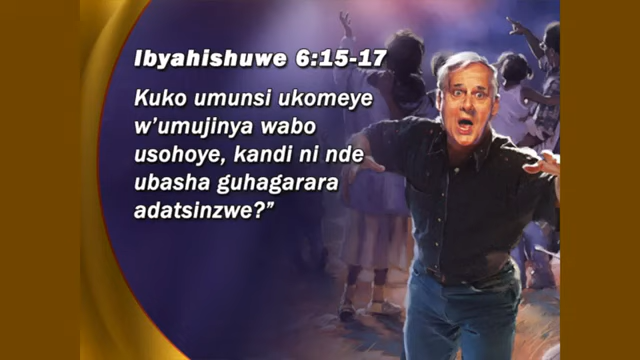 Ibyahishuwe 6:15-17
Kuko umunsi ukomeye
w’umujinya wabo
usohoye, kandi ni nde
ubasha guhagarara
adatsinzwe?”